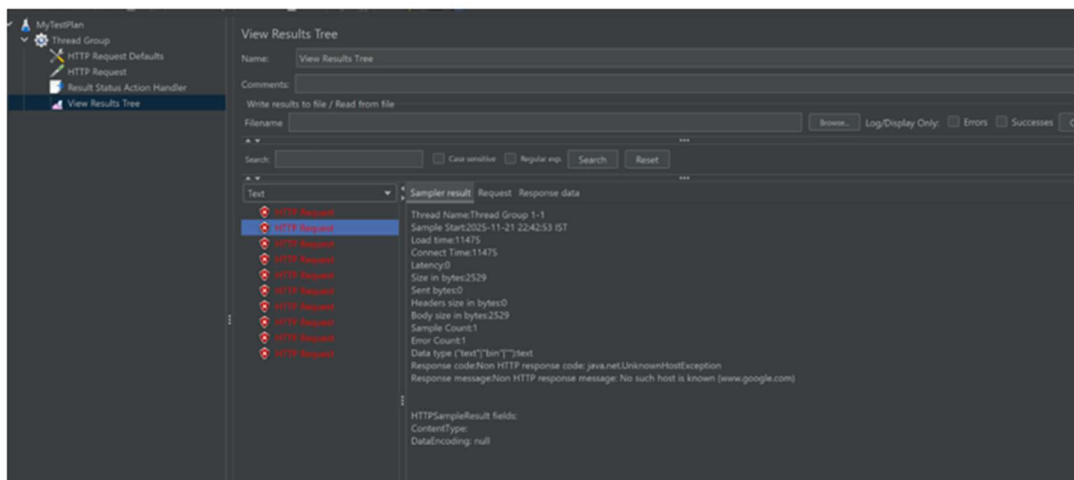 MyTestPlan
Thread Group
HTTP Request Defaults
HTTP Request
Result Status Action Handler
View Results Tree
View Results Tree
Name: View Results Tree
Comments:
Write results to file / Read from file
Filename Browse... Log/Display Only: Errors Successes
Search: Case sensitive Regular exp. Search Reset
Text
HTTP Request
HTTP Request
HTTP Request
HTTP Request
HTTP Request
HTTP Request
HTTP Request
HTTP Request
HTTP Request
HTTP Request
Sampler result Request Response data
Thread Name:Thread Group 1-1
Sample Start:2025-11-21 22:42:53 IST
Load time:11475
Connect Time:11475
Latency:0
Size in bytes:2529
Sent bytes:0
Headers size in bytes:0
Body size in bytes:2529
Sample Count:1
Error Count:1
Data type ("text"|"bin"|""):text
Response code:Non HTTP response code: java.net.UnknownHostException
Response message:Non HTTP response message: No such host is known (www.google.com)
HTTPSampleResult fields:
ContentType:
DataEncoding: null